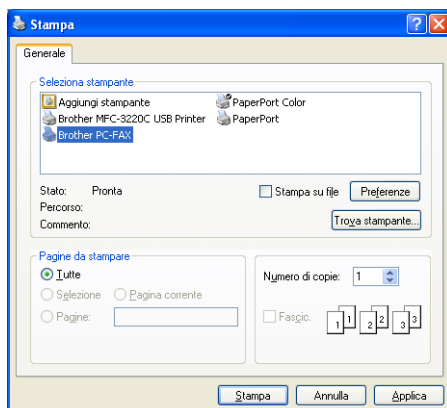 Stampa
Generale
Seleziona stampante
Aggiungi stampante
PaperPort Color
Brother MFC-3220C USB Printer
PaperPort
Brother PC-FAX
Stato: Pronta
Stampa su file
Preferenze
Percorso:
Commento:
Trova stampante...
Pagine da stampare
Tutte
Selezione
Pagina corrente
Pagine:
Numero di copie: 1
Fascic.
1 1 2 2 3 3
Stampa
Annulla
Applica